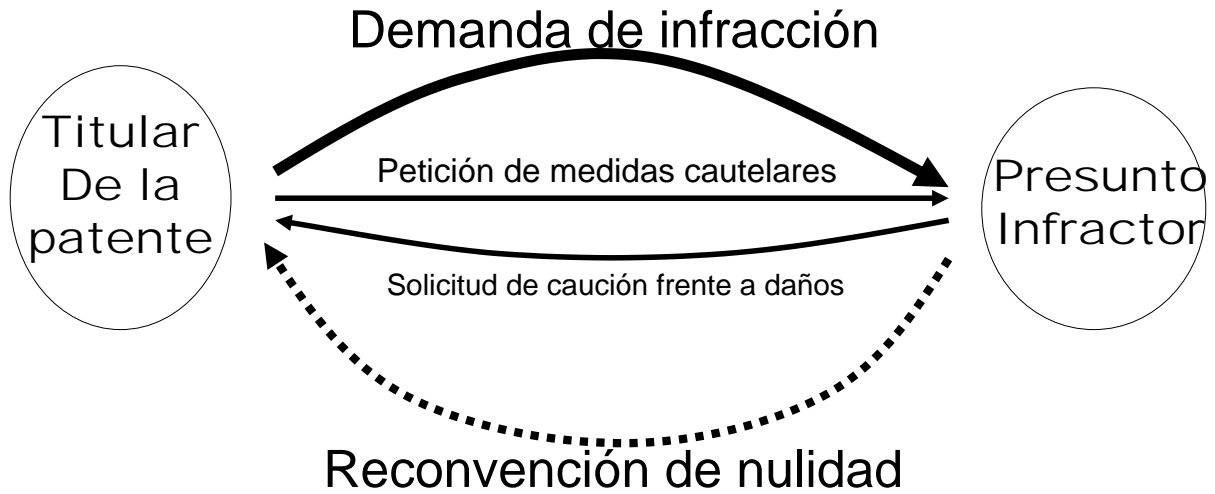 Demanda de infracción
Titular
De la
patente
Petición de medidas cautelares
Presunto
Infractor
Solicitud de caución frente a daños
Reconvención de nulidad